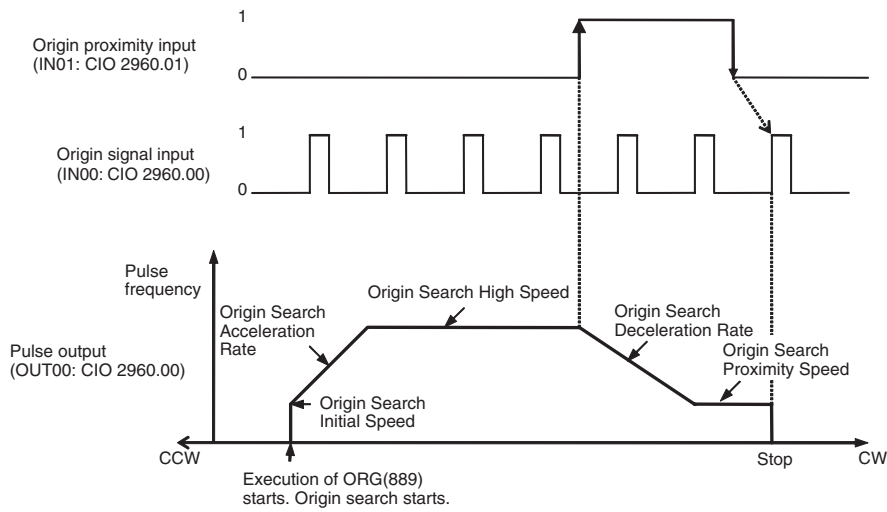 1
Origin proximity input
(IN01: CIO 2960.01)
0
1
Origin signal input
(IN00: CIO 2960.00)
0
Pulse
frequency
Origin Search High Speed
Origin Search
Acceleration
Rate
Origin Search
Deceleration Rate
Pulse output
(OUT00: CIO 2960.00)
Origin Search
Proximity Speed
Origin Search
Initial Speed
CCW
Stop
CW
Execution of ORG(889)
starts. Origin search starts.